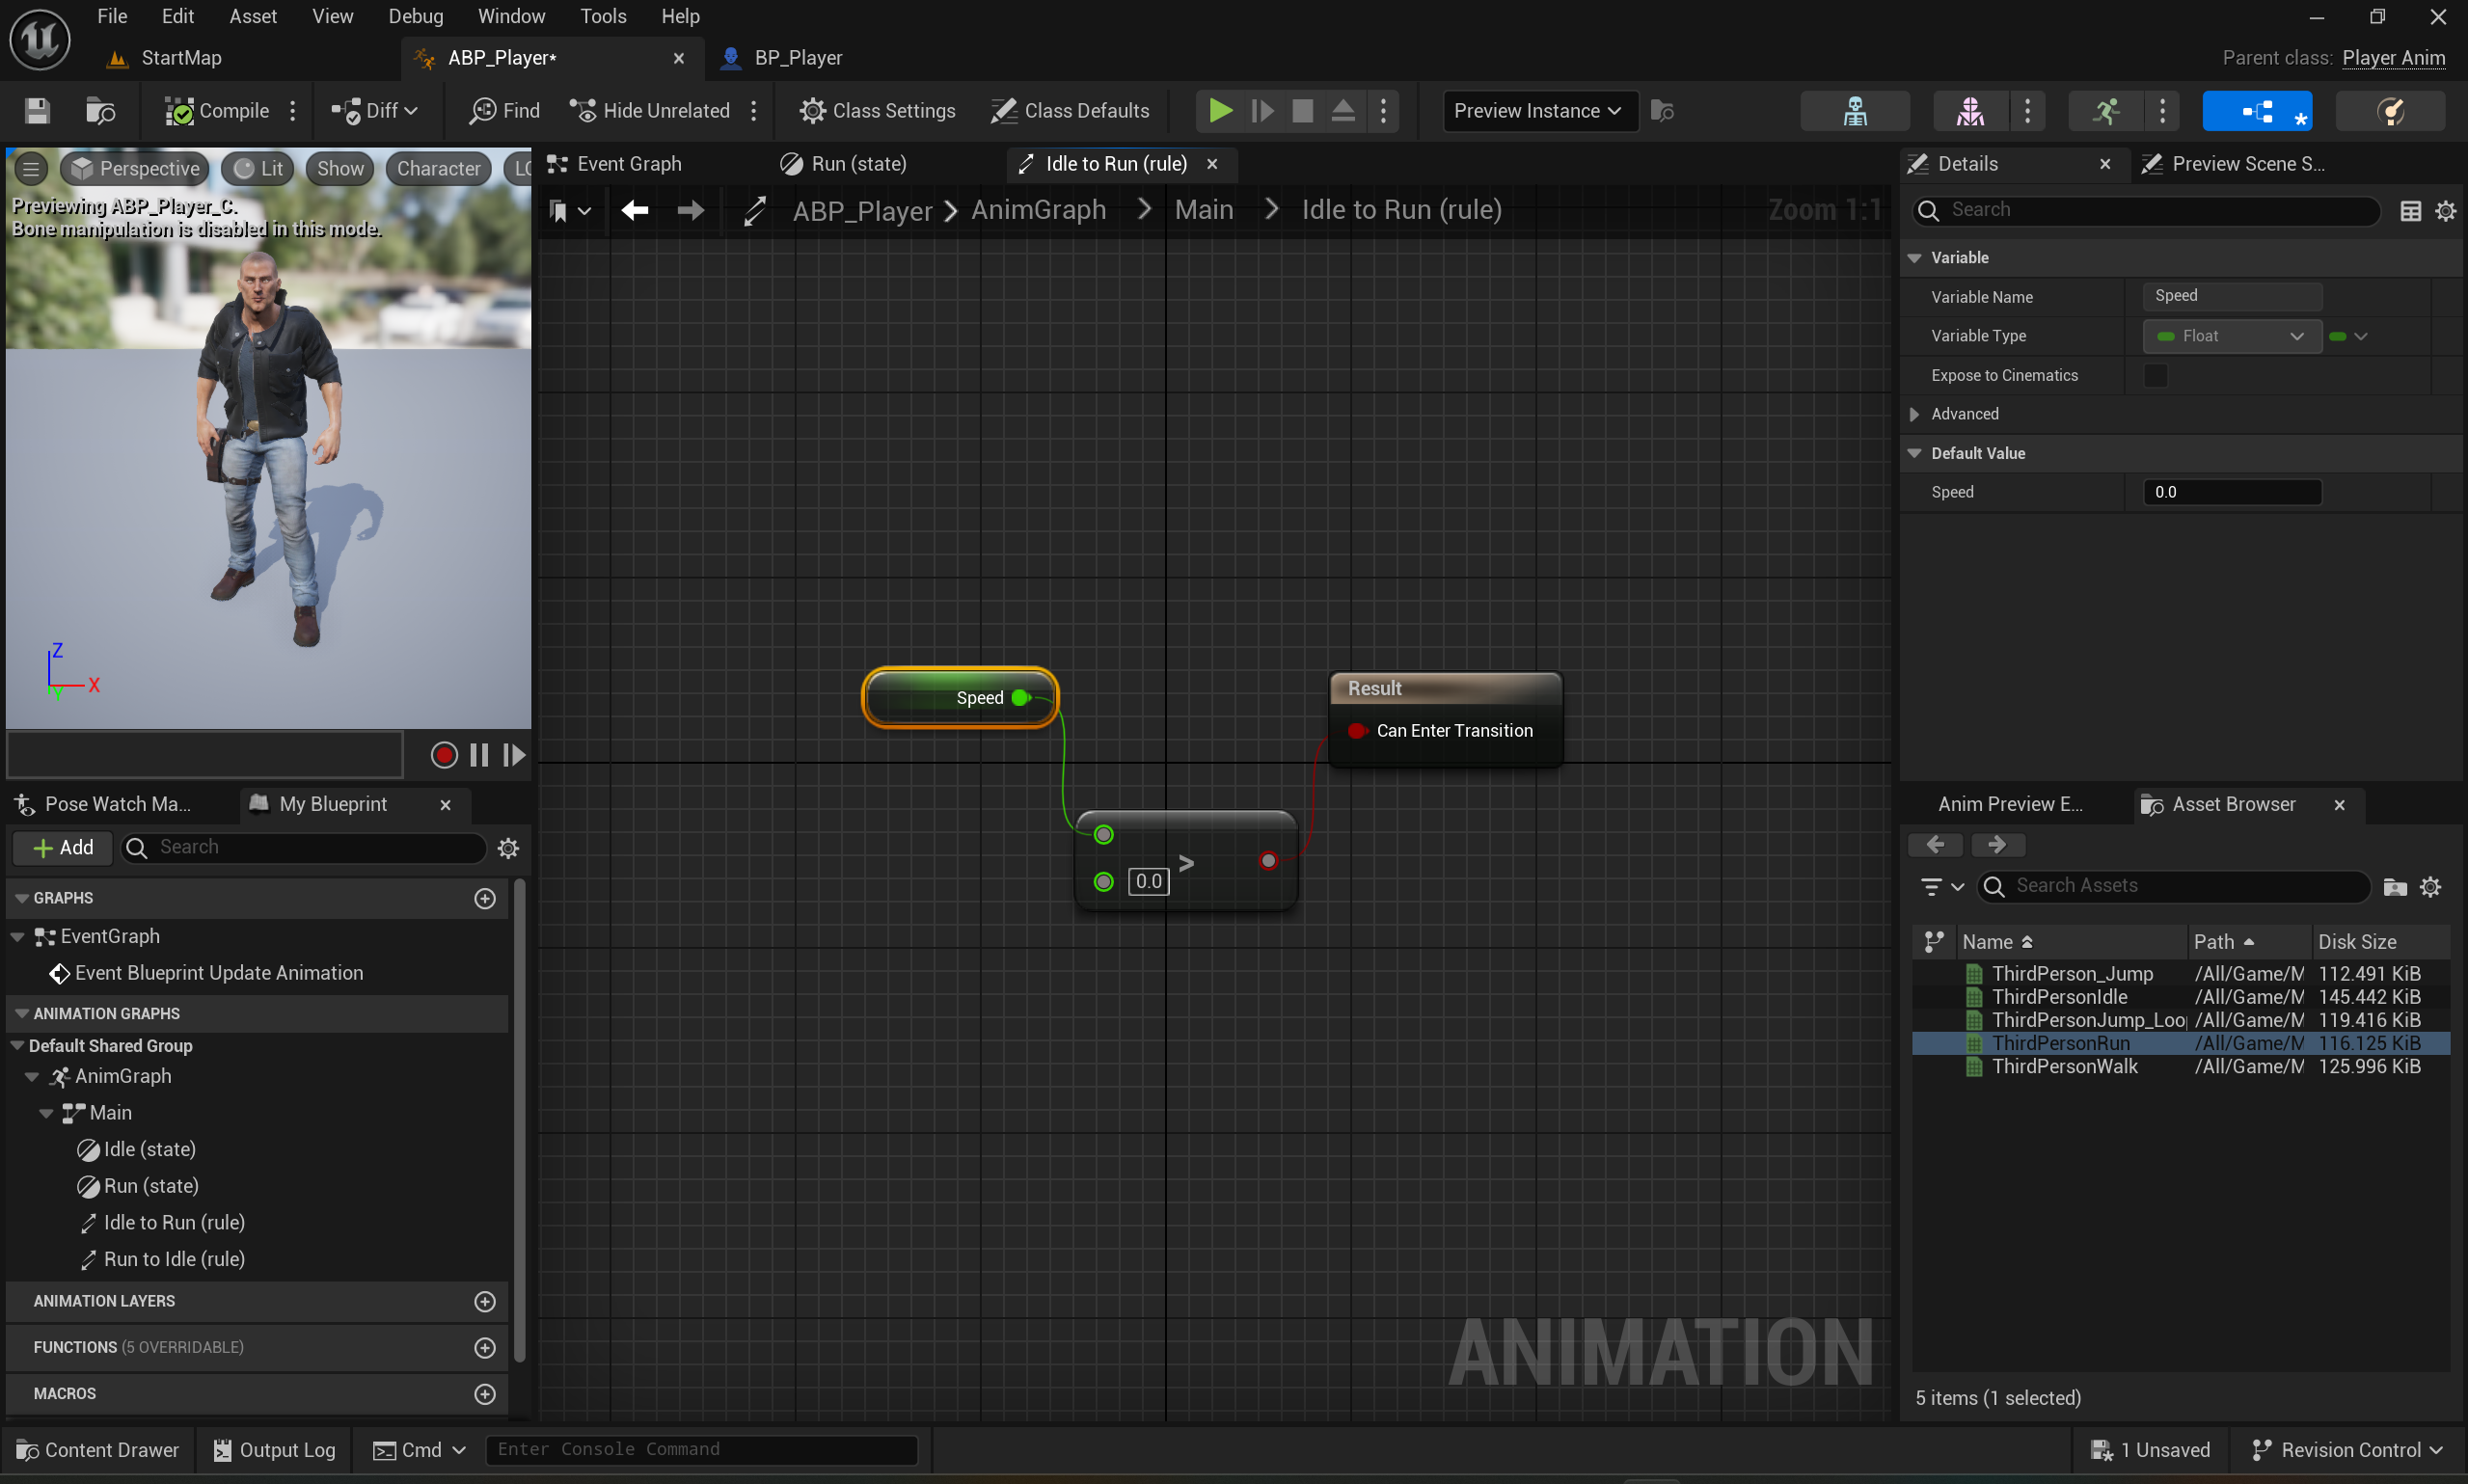 File Edit Asset View Debug Window Tools Help
StartMap ABP_Player* BP_Player Parent class: Player Anim
Compile Diff Find Hide Unrelated Class Settings Class Defaults Preview Instance
Perspective Lit Show Character
Previewing ABP_Player_C.
Bone manipulation is disabled in this mode.
Z
X
Y
Event Graph Run (state) Idle to Run (rule)
ABP_Player > AnimGraph > Main > Idle to Run (rule) Zoom 1:1
Speed
Result
Can Enter Transition
>
0.0
ANIMATION
Pose Watch Ma... My Blueprint
Add Search
GRAPHS
EventGraph
Event Blueprint Update Animation
ANIMATION GRAPHS
Default Shared Group
AnimGraph
Main
Idle (state)
Run (state)
Idle to Run (rule)
Run to Idle (rule)
ANIMATION LAYERS
FUNCTIONS (5 OVERRIDABLE)
MACROS
Details Preview Scene S...
Search
Variable
Variable Name Speed
Variable Type Float
Expose to Cinematics
Advanced
Default Value
Speed 0.0
Anim Preview E... Asset Browser
Search Assets
Name Path Disk Size
ThirdPerson_Jump /All/Game/M 112.491 KiB
ThirdPersonIdle /All/Game/M 145.442 KiB
ThirdPersonJump_Loo /All/Game/M 119.416 KiB
ThirdPersonRun /All/Game/M 116.125 KiB
ThirdPersonWalk /All/Game/M 125.996 KiB
5 items (1 selected)
Content Drawer Output Log Cmd Enter Console Command 1 Unsaved Revision Control